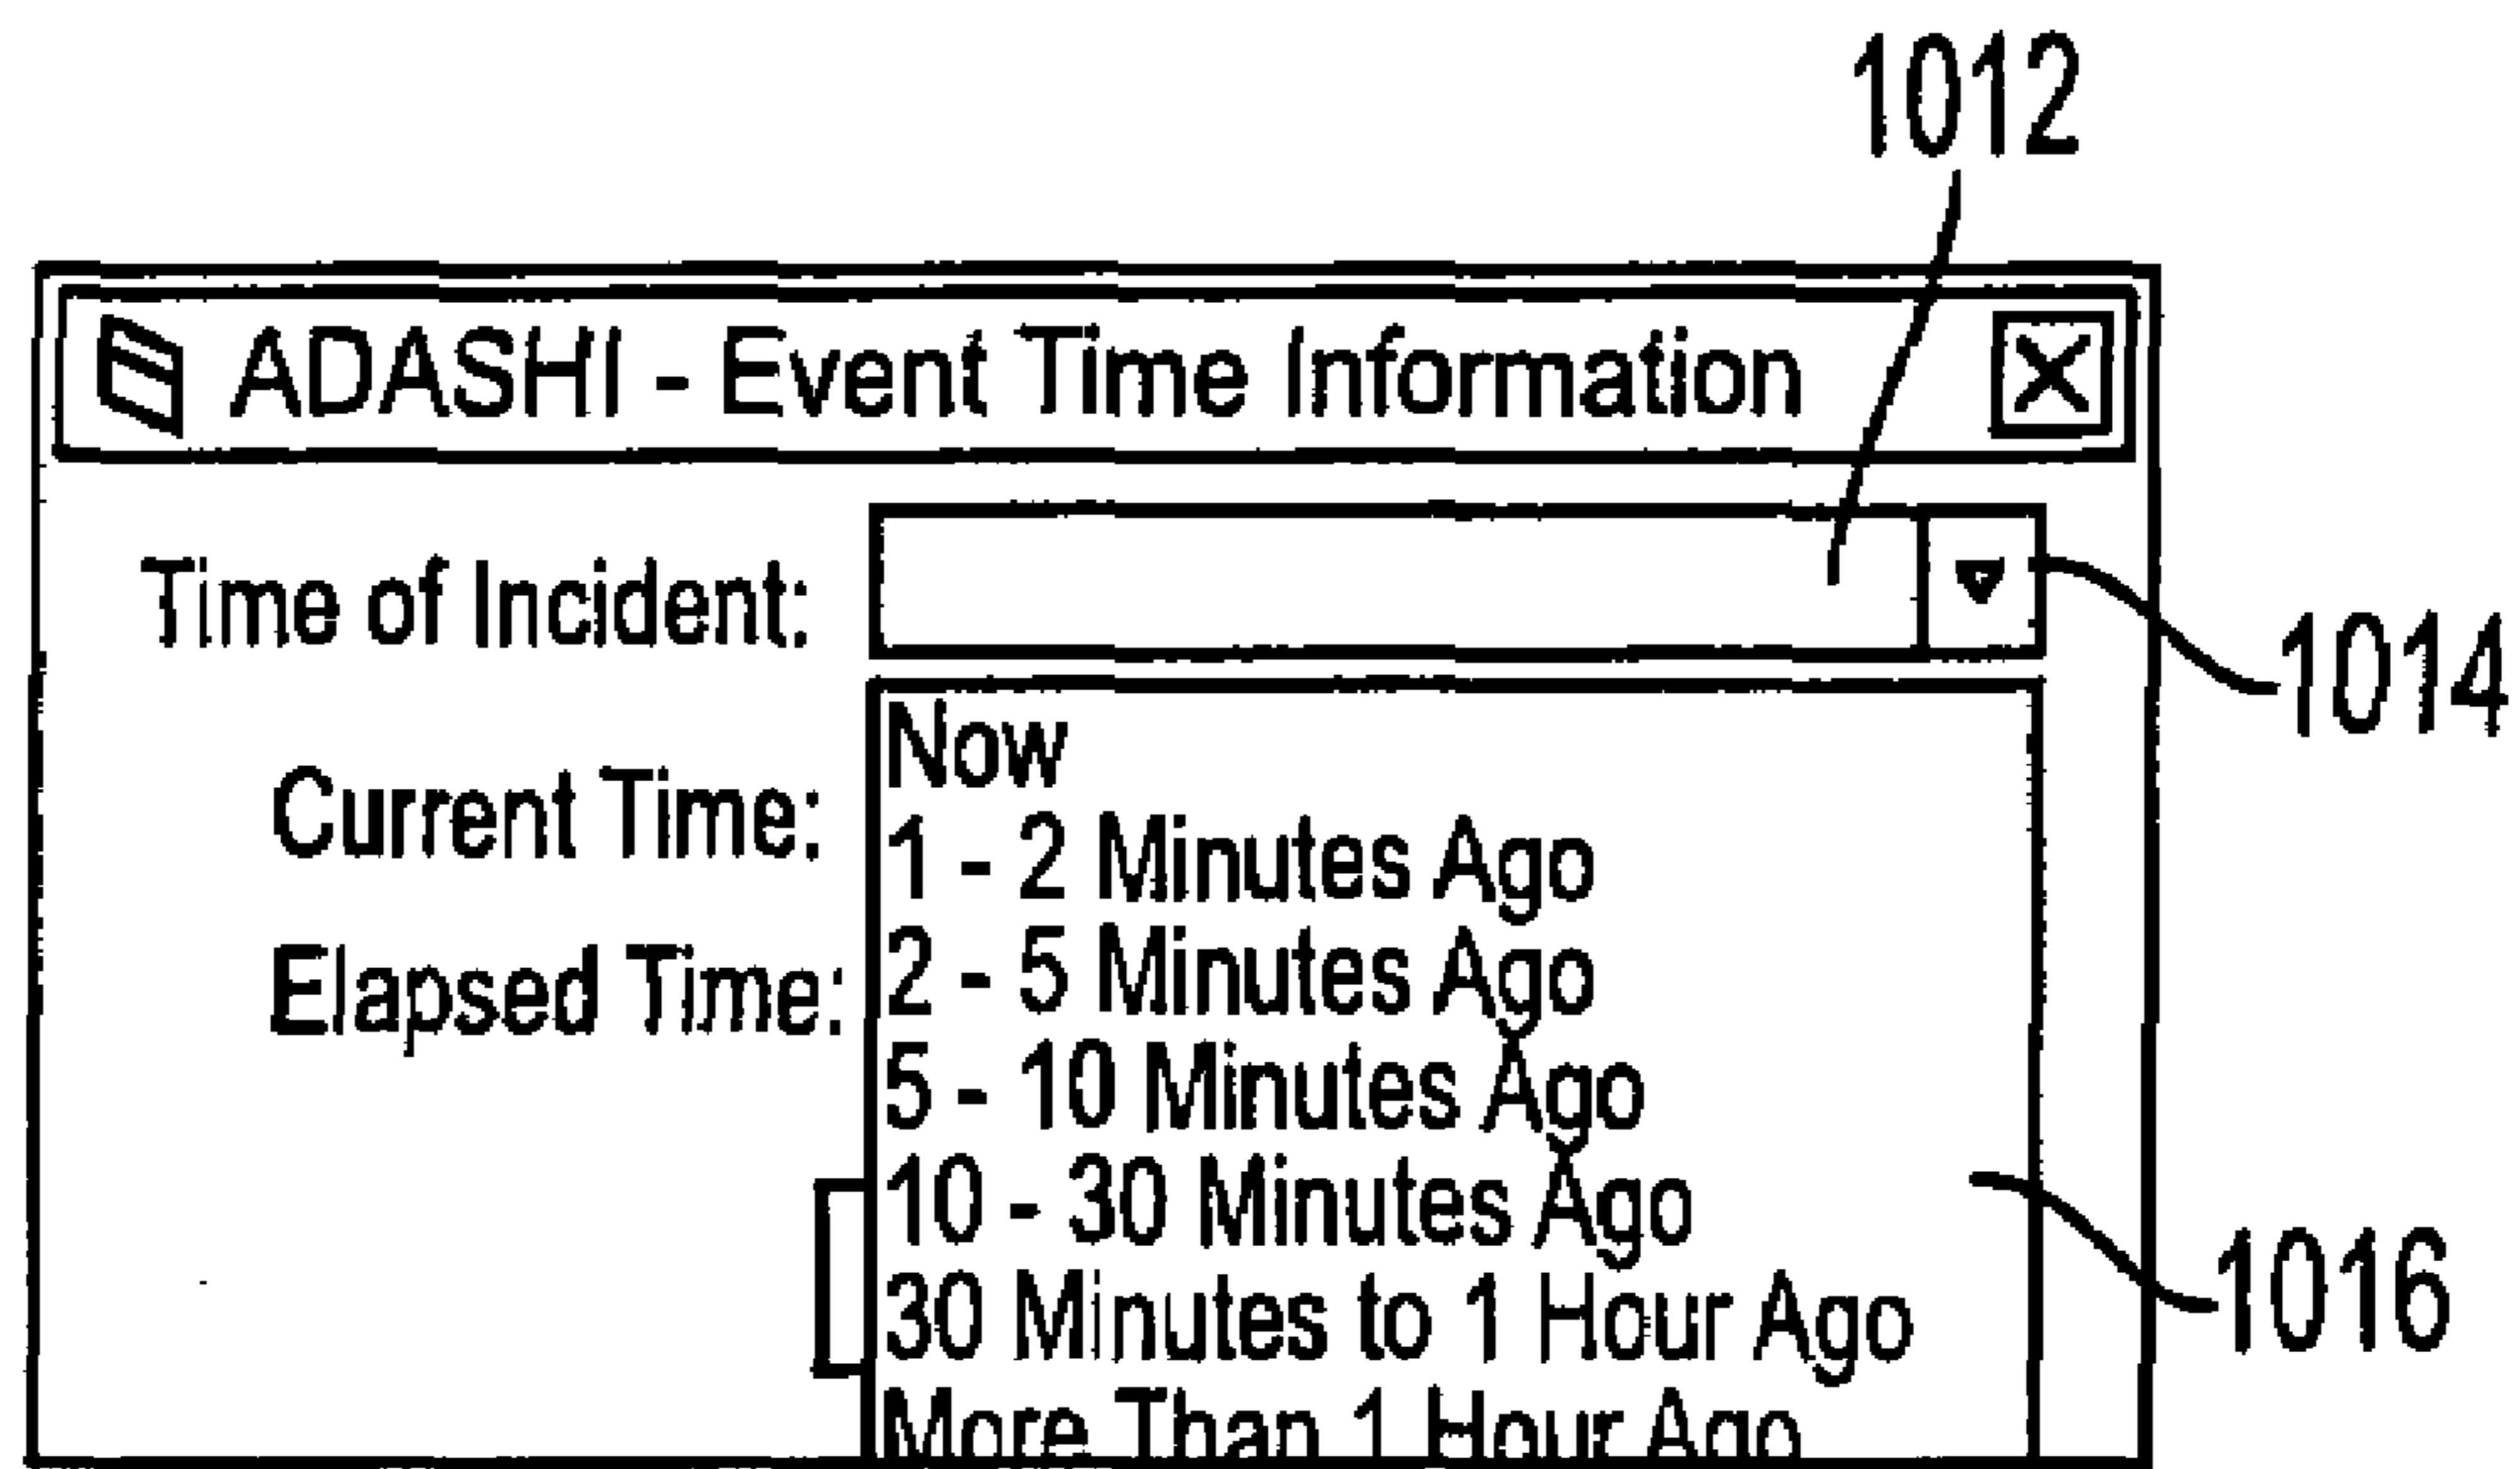 1012
ADASHI - Event Time Information
Time of Incident:
1014
Now
Current Time:
1 - 2 Minutes Ago
2 - 5 Minutes Ago
Elapsed Time:
5 - 10 Minutes Ago
10 - 30 Minutes Ago
1016
30 Minutes to 1 Hour Ago
More Than 1 Hour Ago